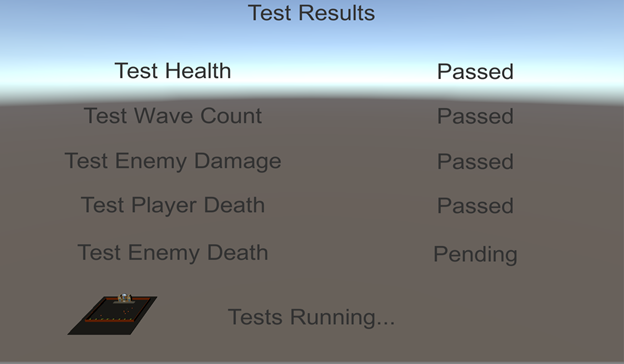 Test Results
Test Health Passed
Test Wave Count Passed
Test Enemy Damage Passed
Test Player Death Passed
Test Enemy Death Pending
Tests Running...